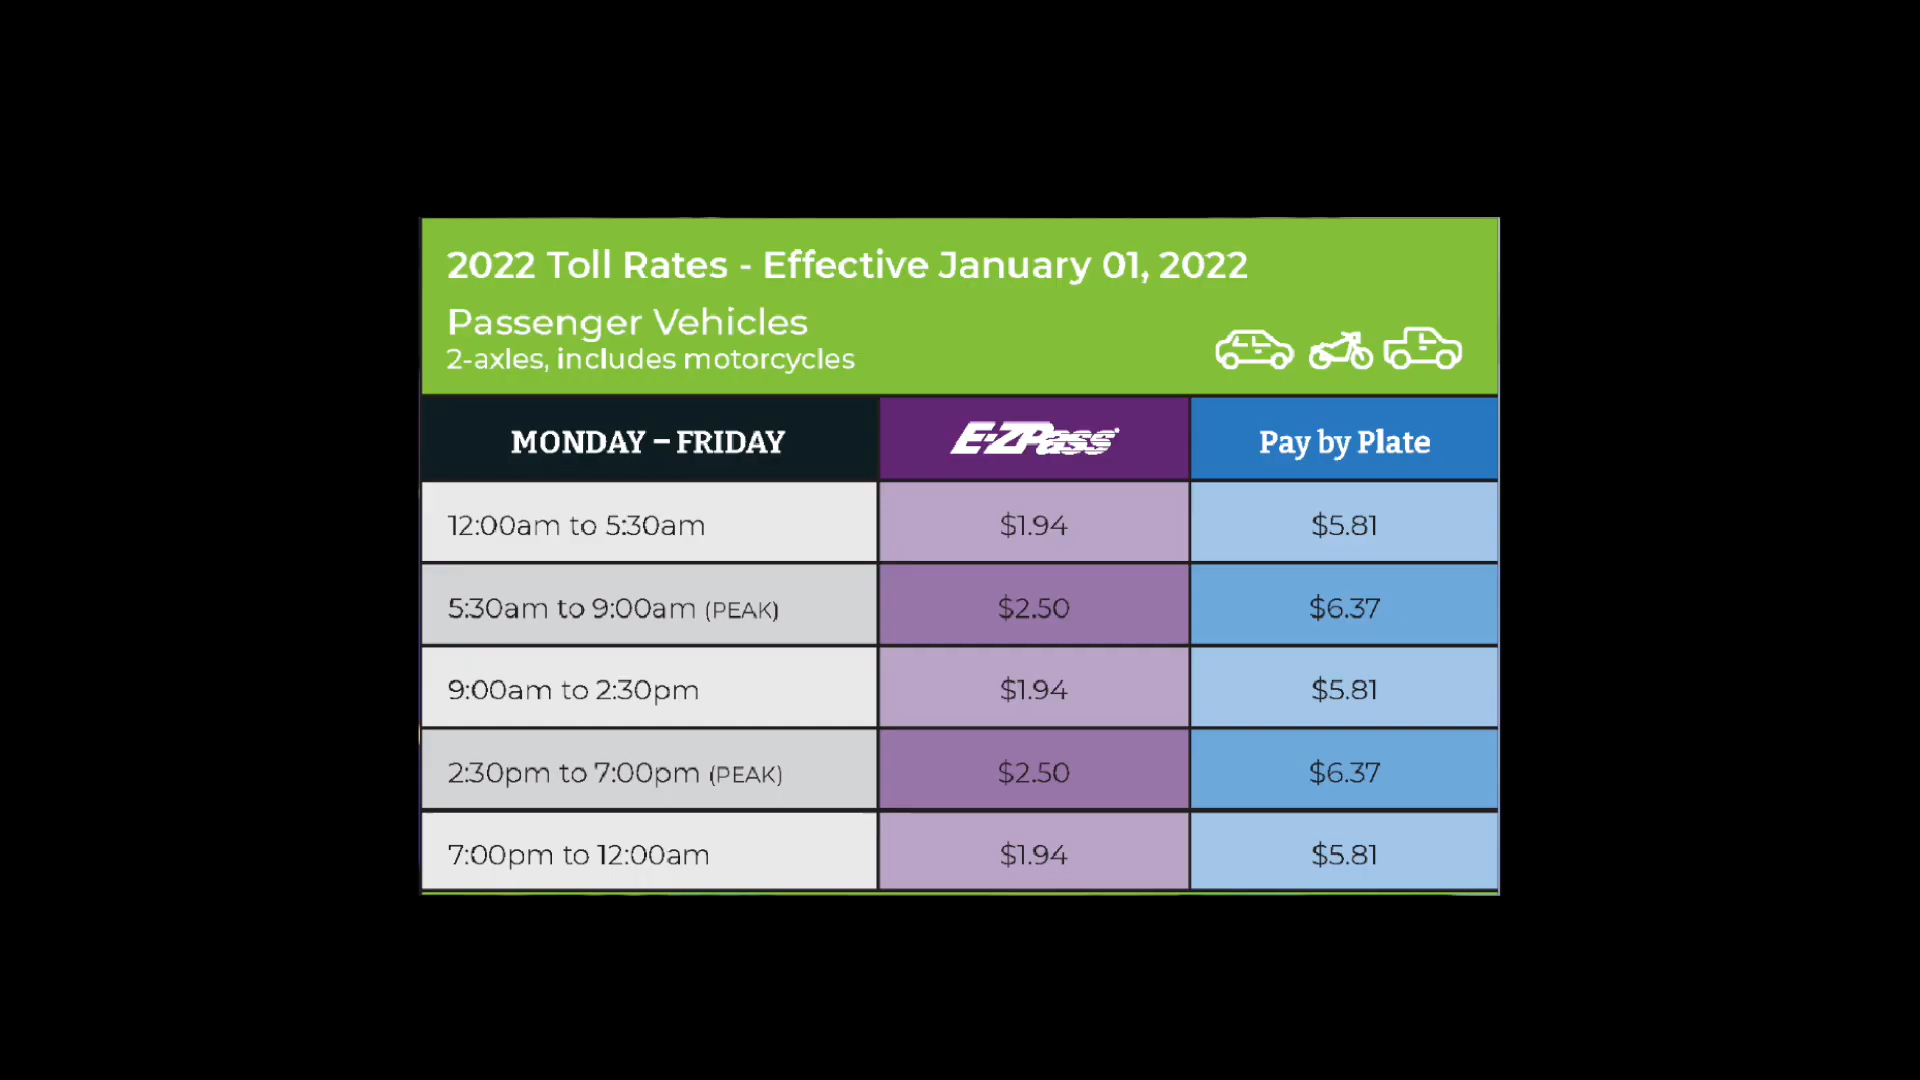 2022 Toll Rates - Effective January 01, 2022
Passenger Vehicles
2-axles, includes motorcycles
MONDAY – FRIDAY E-ZPass Pay by Plate
12:00am to 5:30am $1.94 $5.81
5:30am to 9:00am (PEAK) $2.50 $6.37
9:00am to 2:30pm $1.94 $5.81
2:30pm to 7:00pm (PEAK) $2.50 $6.37
7:00pm to 12:00am $1.94 $5.81